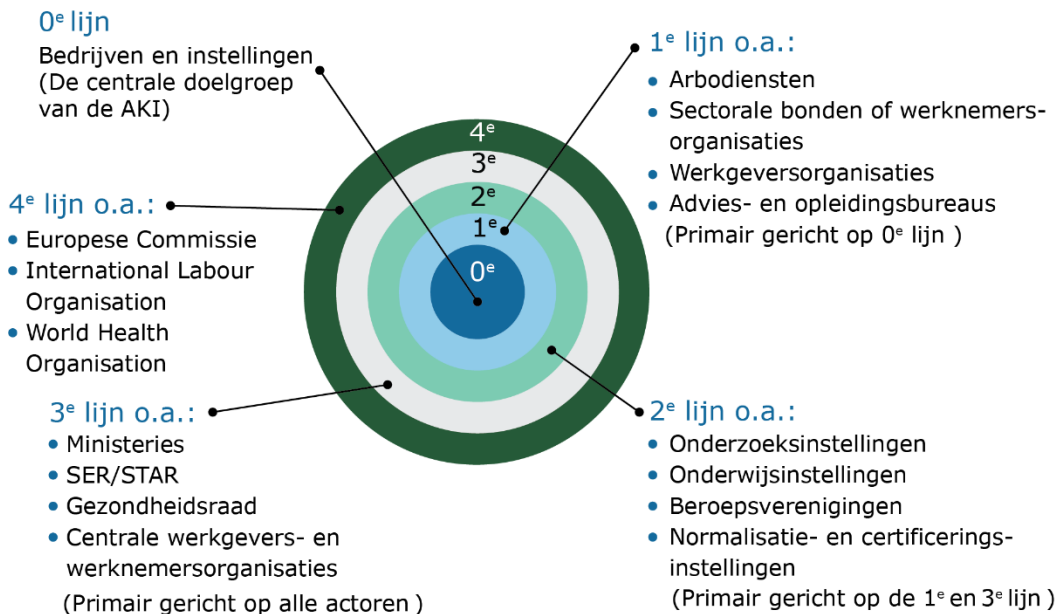 0ᵉ lijn
Bedrijven en instellingen
(De centrale doelgroep
van de AKI)
1ᵉ lijn o.a.:
• Arbodiensten
• Sectorale bonden of werknemers-
organisaties
• Werkgeversorganisaties
• Advies- en opleidingsbureaus
(Primair gericht op 0ᵉ lijn )
4ᵉ
3ᵉ
2ᵉ
1ᵉ
0ᵉ
4ᵉ lijn o.a.:
• Europese Commissie
• International Labour
Organisation
• World Health
Organisation
3ᵉ lijn o.a.:
• Ministeries
• SER/STAR
• Gezondheidsraad
• Centrale werkgevers- en
werknemersorganisaties
(Primair gericht op alle actoren )
2ᵉ lijn o.a.:
• Onderzoeksinstellingen
• Onderwijsinstellingen
• Beroepsverenigingen
• Normalisatie- en certificerings-
instellingen
(Primair gericht op de 1ᵉ en 3ᵉ lijn )